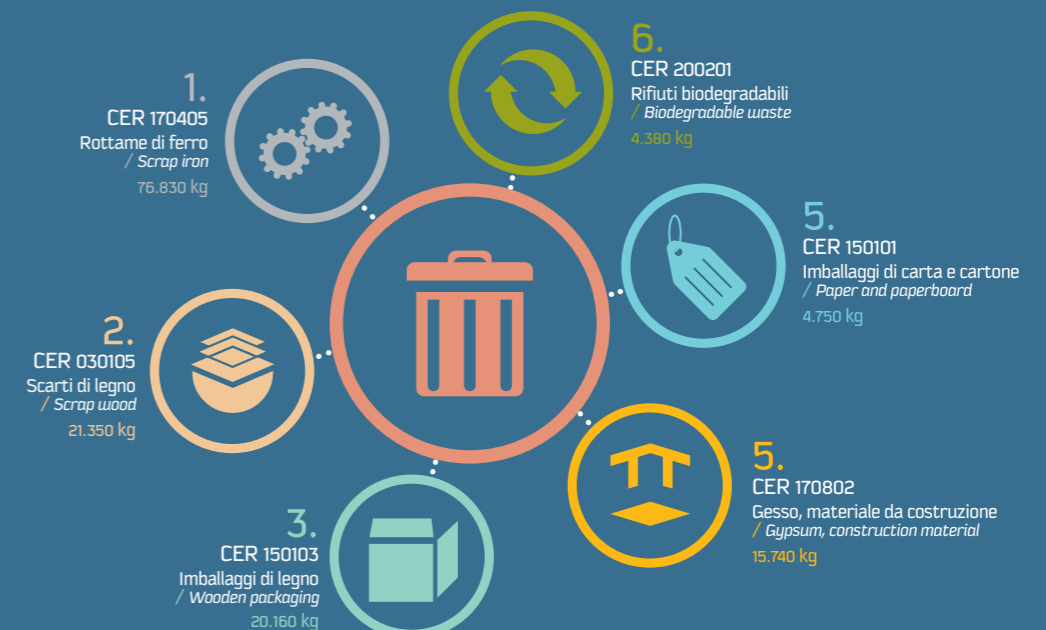 1.
CER 170405
Rottame di ferro
/ Scrap iron
76.830 kg
2.
CER 030105
Scarti di legno
/ Scrap wood
21.350 kg
3.
CER 150103
Imballaggi di legno
/ Wooden packaging
20.160 kg
5.
CER 170802
Gesso, materiale da costruzione
/ Gypsum, construction material
15.740 kg
5.
CER 150101
Imballaggi di carta e cartone
/ Paper and paperboard
4.750 kg
6.
CER 200201
Rifiuti biodegradabili
/ Biodegradable waste
4.380 kg